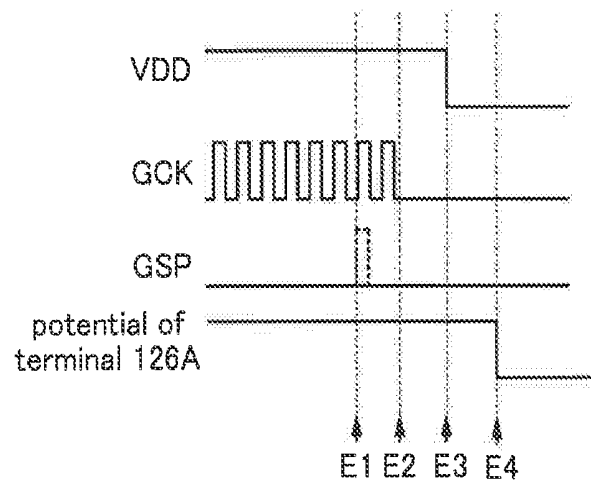 VDD
GCK
GSP
potential of
terminal 126A
E1 E2 E3 E4